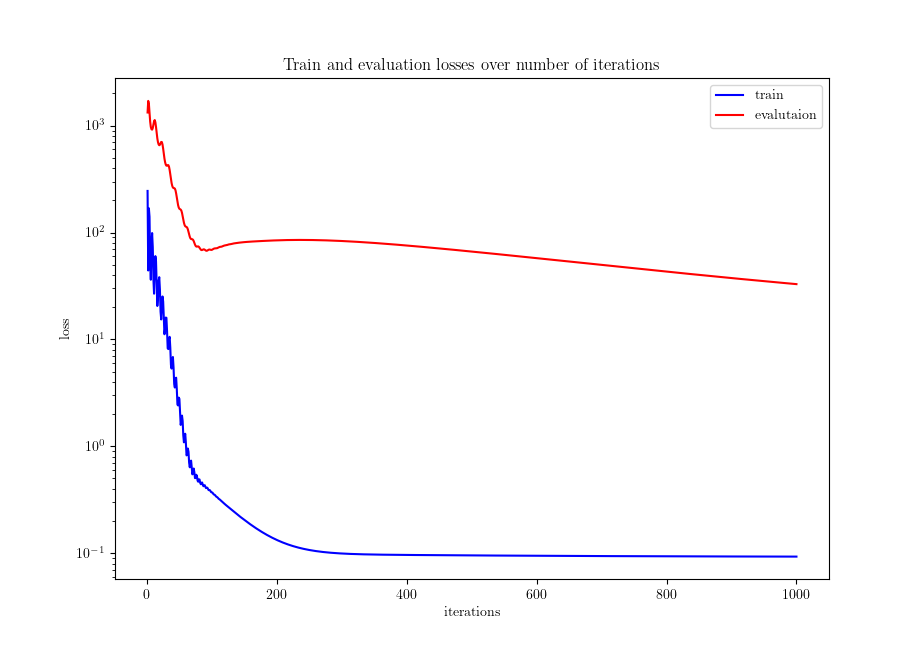 Train and evaluation losses over number of iterations
train
evalutaion
10³
10²
10¹
10⁰
10⁻¹
loss
0 200 400 600 800 1000
iterations